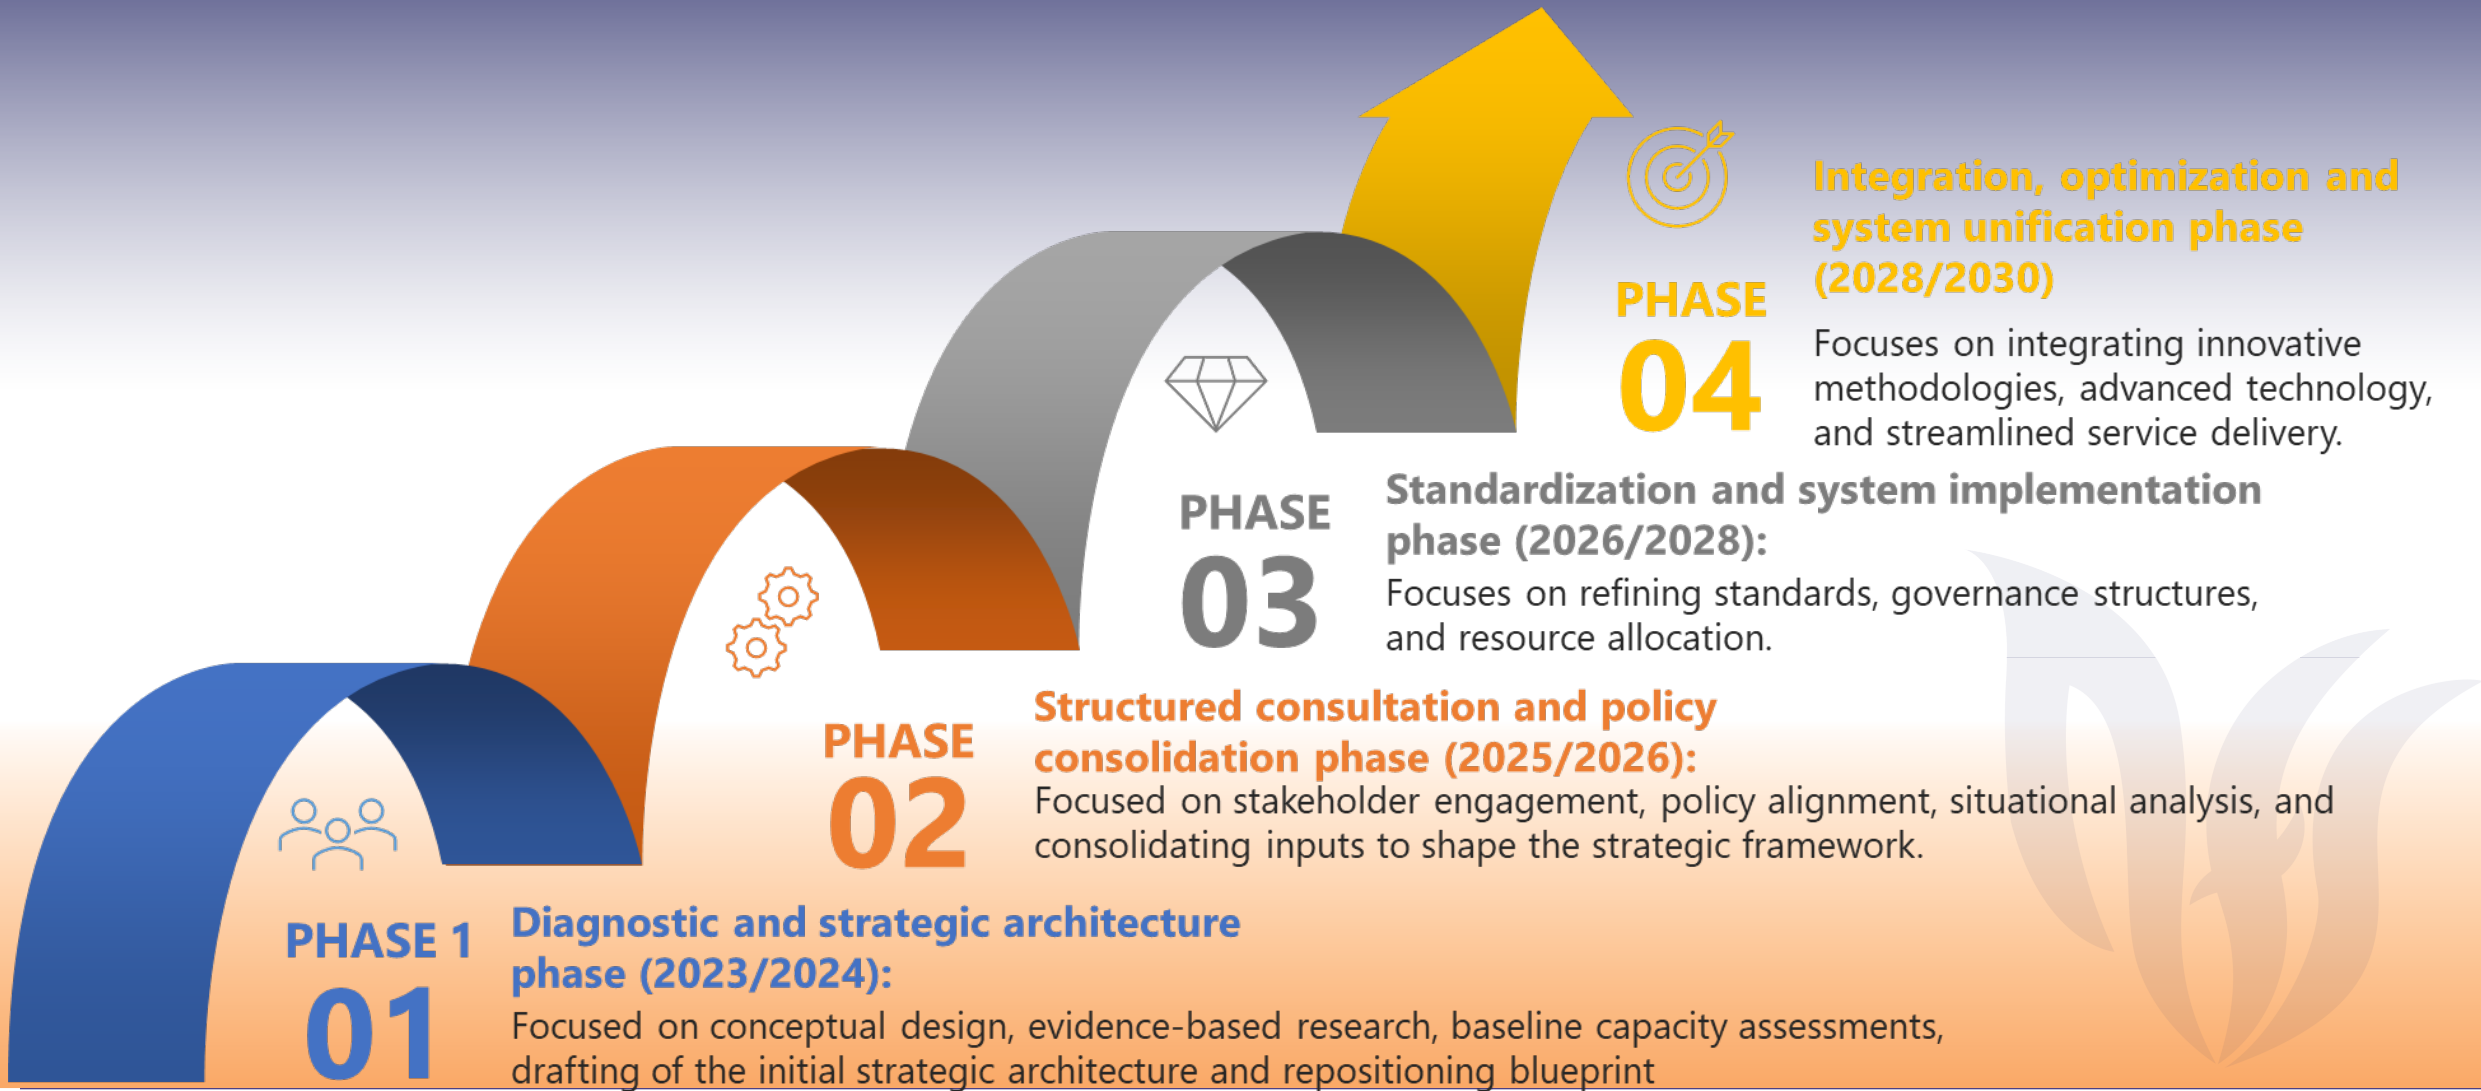 Integration, optimization and
system unification phase
(2028/2030)
PHASE
04
Focuses on integrating innovative
methodologies, advanced technology,
and streamlined service delivery.
Standardization and system implementation
phase (2026/2028):
PHASE
03
Focuses on refining standards, governance structures,
and resource allocation.
Structured consultation and policy
consolidation phase (2025/2026):
PHASE
02
Focused on stakeholder engagement, policy alignment, situational analysis, and
consolidating inputs to shape the strategic framework.
Diagnostic and strategic architecture
phase (2023/2024):
PHASE 1
01
Focused on conceptual design, evidence-based research, baseline capacity assessments,
drafting of the initial strategic architecture and repositioning blueprint